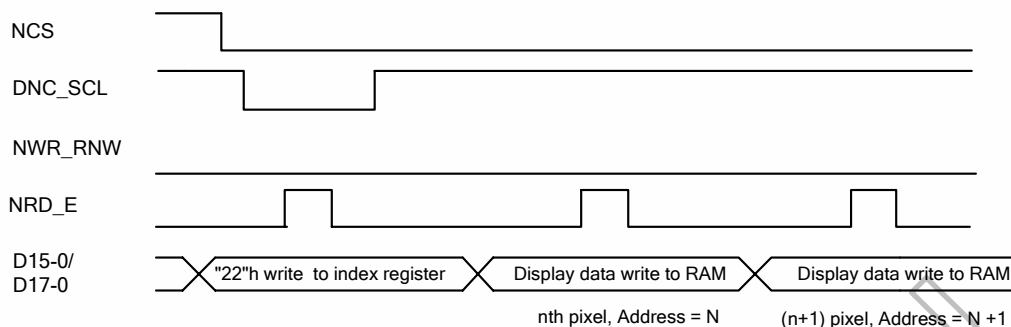 NCS
DNC_SCL
NWR_RNW
NRD_E
D15-0/
D17-0
"22"h write to index register
Display data write to RAM
Display data write to RAM
nth pixel, Address = N
(n+1) pixel, Address = N +1